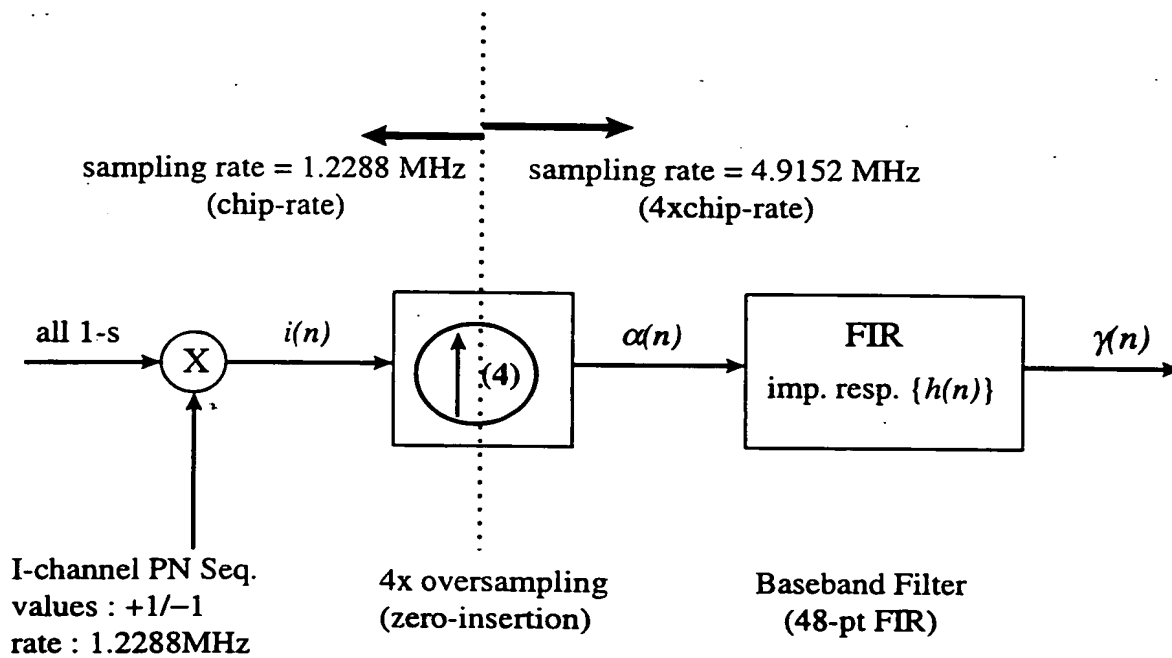 sampling rate = 1.2288 MHz
(chip-rate)
sampling rate = 4.9152 MHz
(4xchip-rate)
all 1-s
X
i(n)
(4)
α(n)
FIR
imp. resp. {h(n)}
γ(n)
I-channel PN Seq.
values : +1/−1
rate : 1.2288MHz
4x oversampling
(zero-insertion)
Baseband Filter
(48-pt FIR)